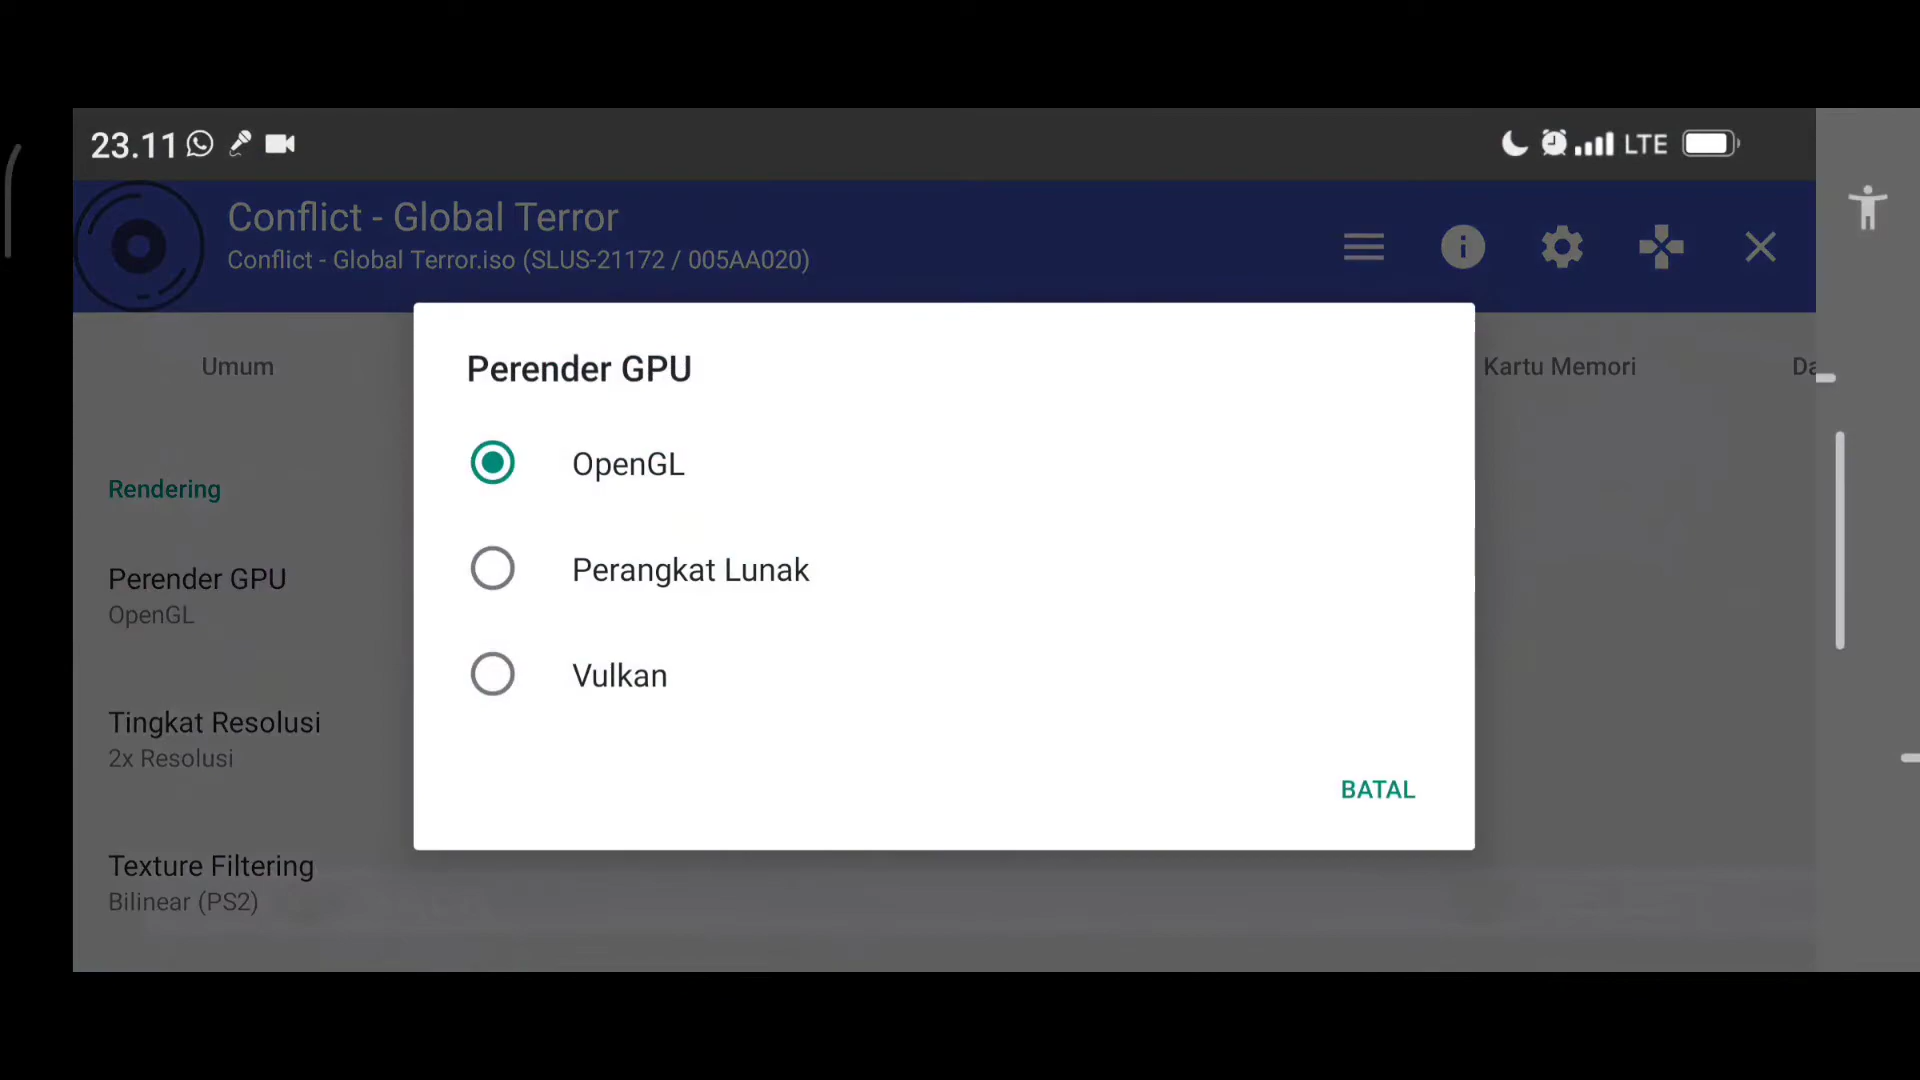 23.11
LTE
Conflict - Global Terror
Conflict - Global Terror.iso (SLUS-21172 / 005AA020)
Umum
Kartu Memori
Da
Perender GPU
OpenGL
Perangkat Lunak
Vulkan
BATAL
Rendering
Perender GPU
OpenGL
Tingkat Resolusi
2x Resolusi
Texture Filtering
Bilinear (PS2)